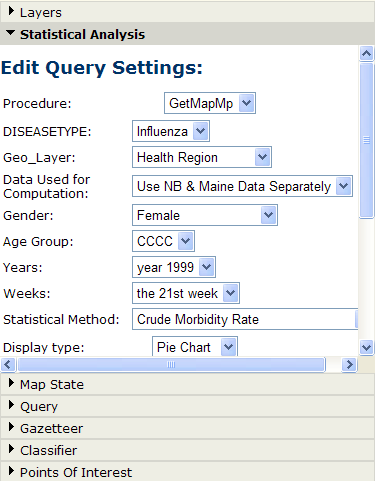 Layers
Statistical Analysis
Edit Query Settings:
Procedure: GetMapMp
DISEASETYPE: Influenza
Geo_Layer: Health Region
Data Used for
Computation: Use NB & Maine Data Separately
Gender: Female
Age Group: CCCC
Years: year 1999
Weeks: the 21st week
Statistical Method: Crude Morbidity Rate
Display type: Pie Chart
Map State
Query
Gazetteer
Classifier
Points Of Interest